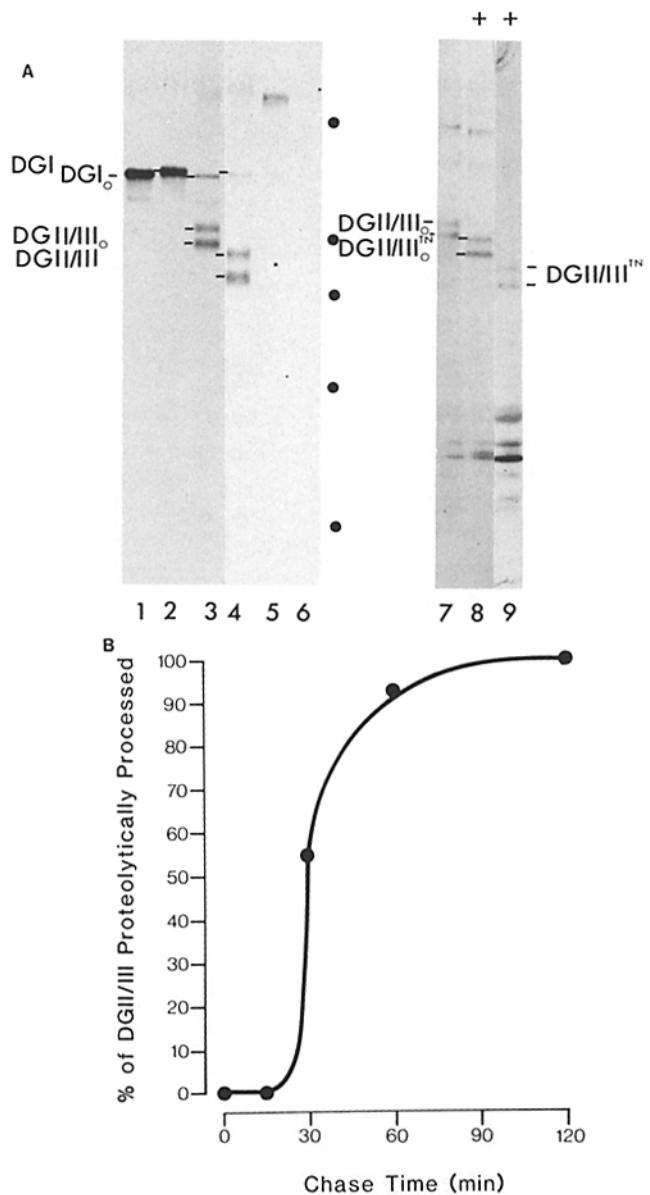 + +
A
DGI DGIo
DGII/IIIo
DGII/III
DGII/IIIo
DGII/IIIoTN
DGII/IIITN
1 2 3 4 5 6 7 8 9
B
100
90
80
70
60
50
40
30
20
10
0
% of DGII/III Proteolytically Processed
0 30 60 90 120
Chase Time (min)